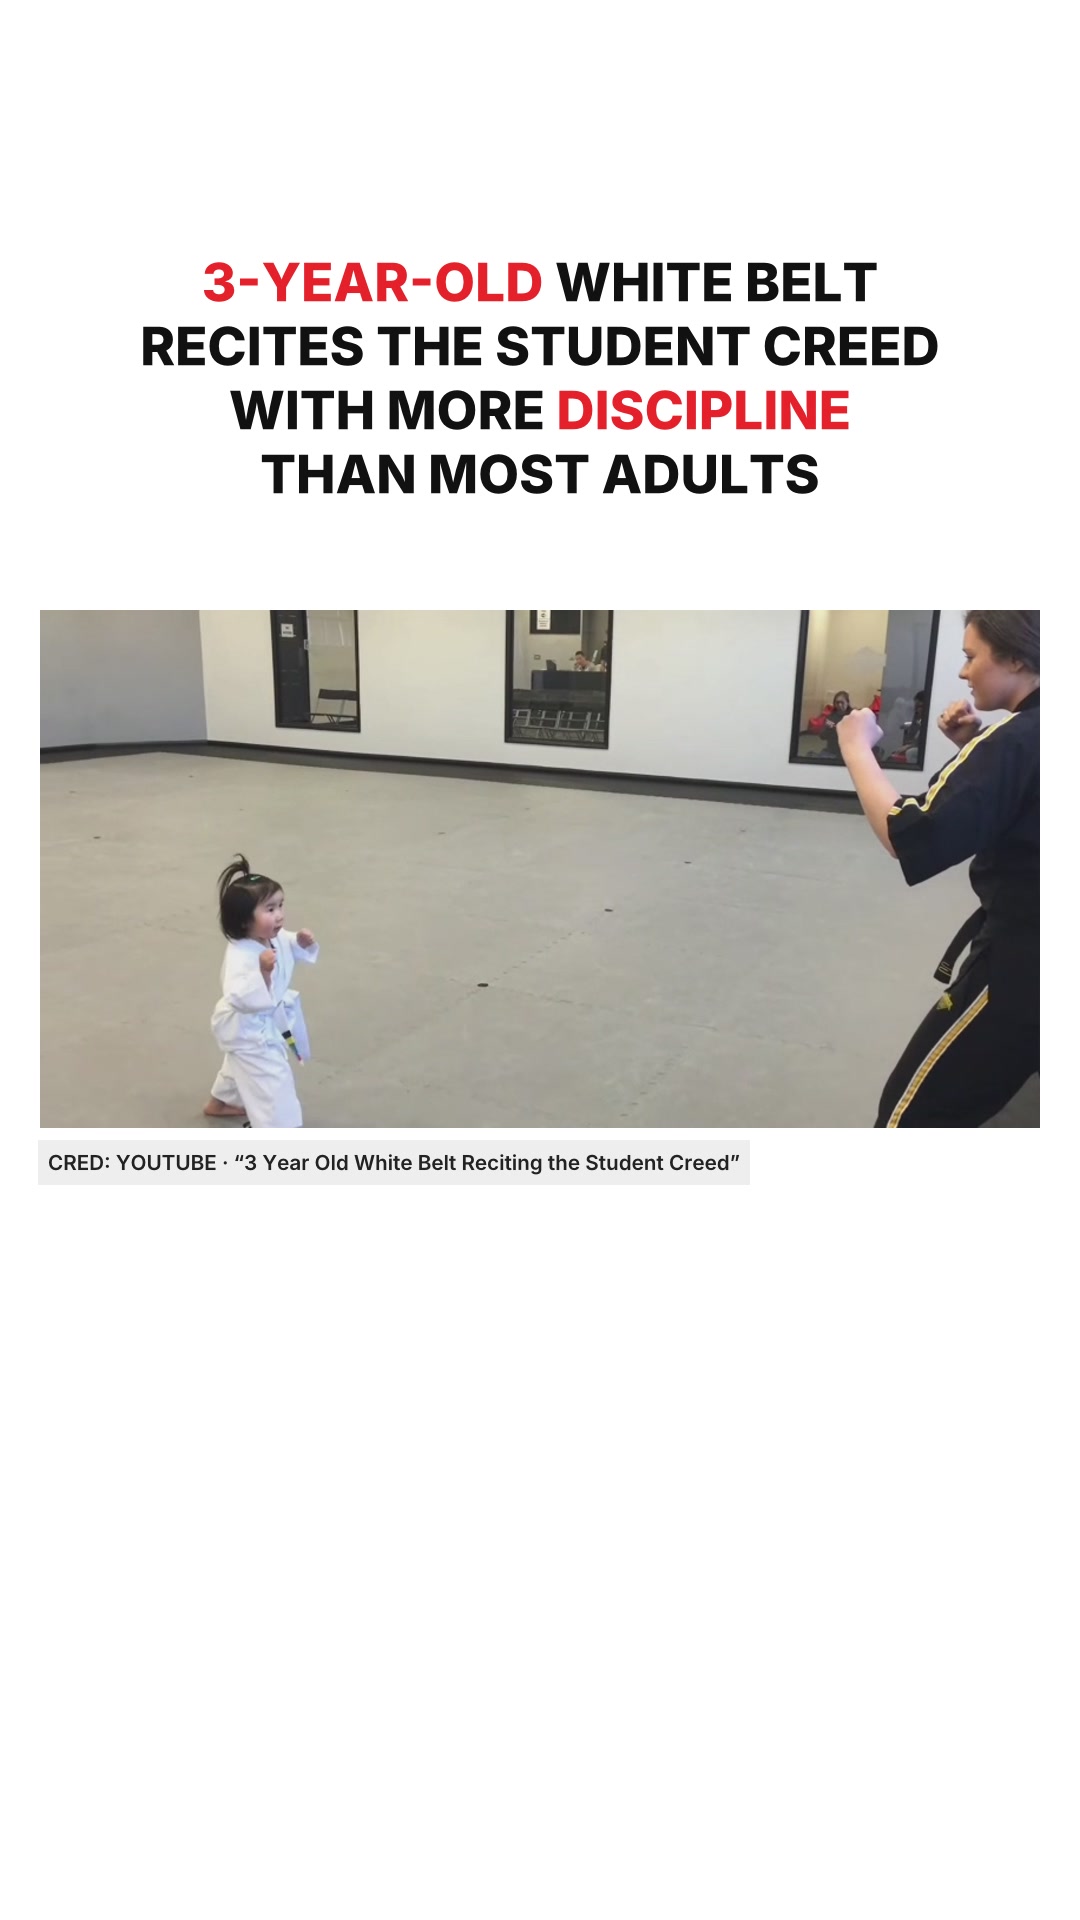 3-YEAR-OLD WHITE BELT
RECITES THE STUDENT CREED
WITH MORE DISCIPLINE
THAN MOST ADULTS
CRED: YOUTUBE · “3 Year Old White Belt Reciting the Student Creed”